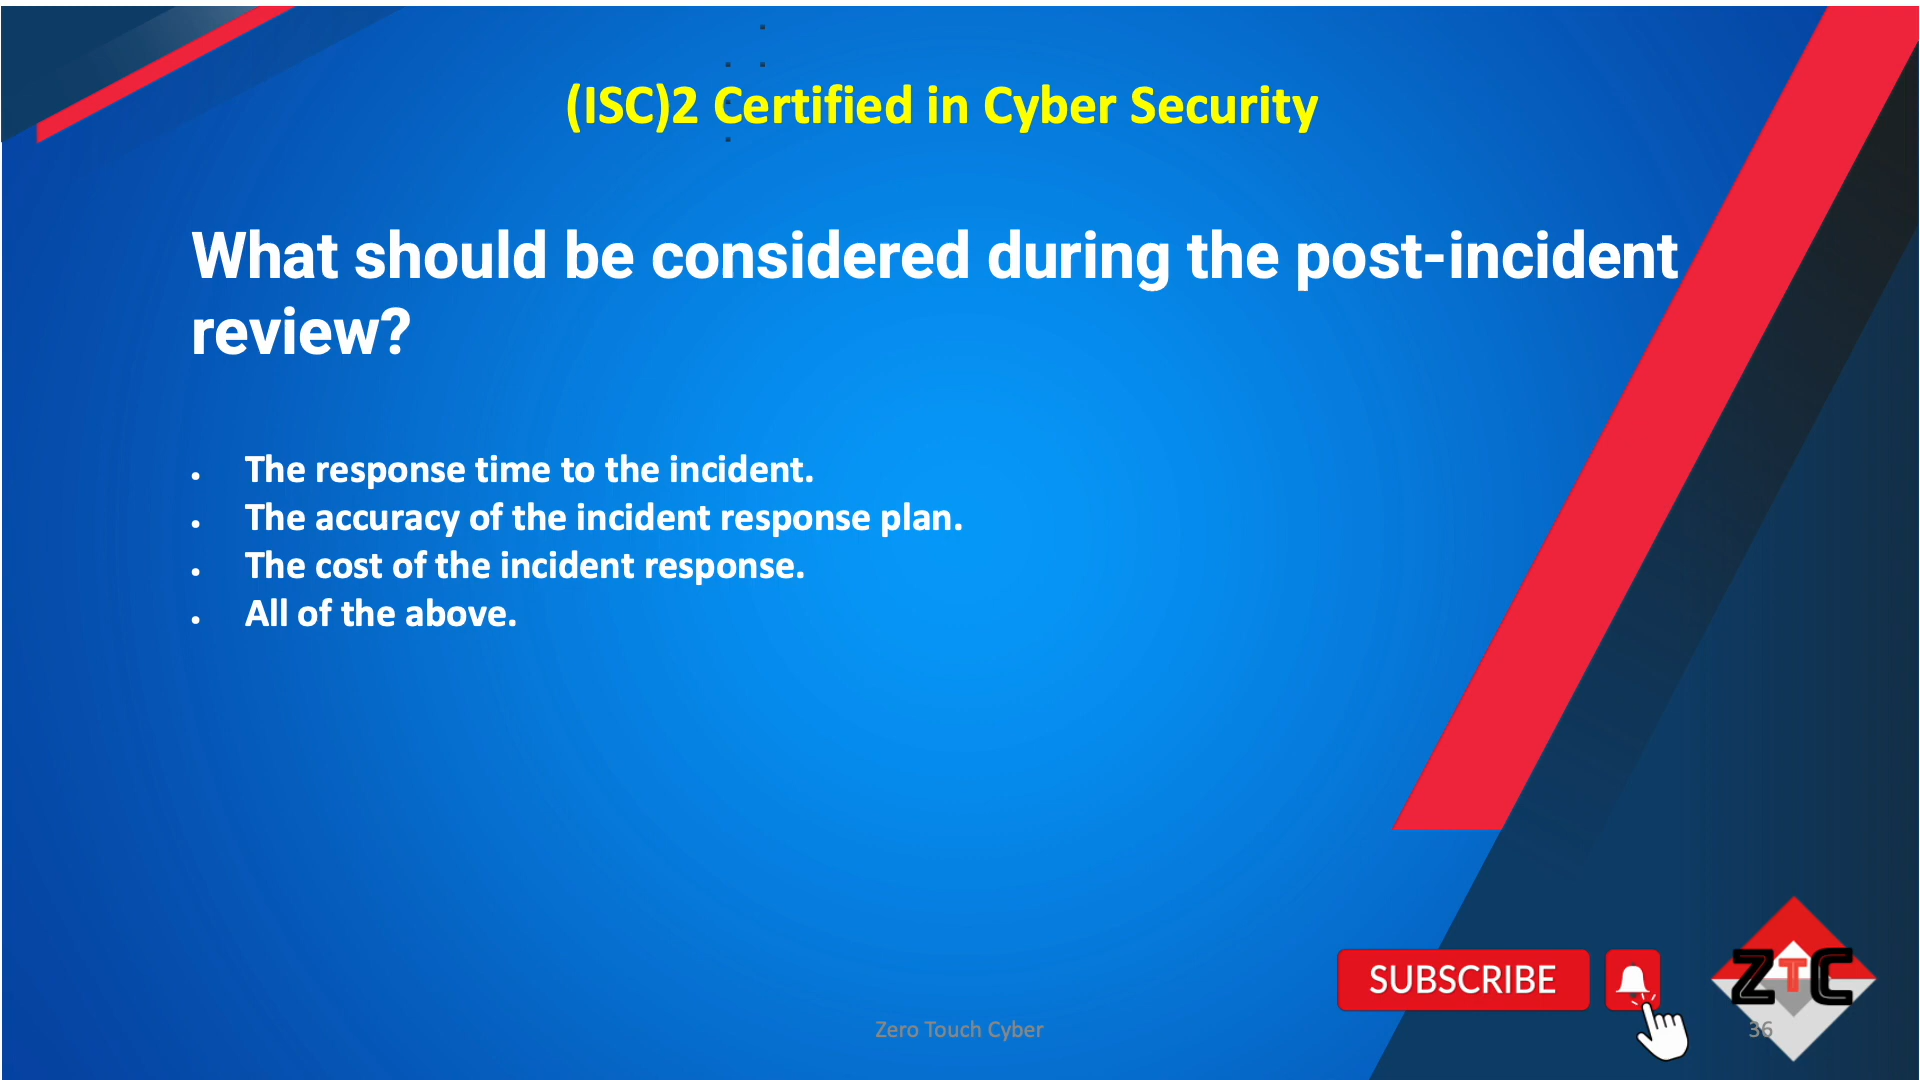 (ISC)2 Certified in Cyber Security
What should be considered during the post-incident
review?
• The response time to the incident.
• The accuracy of the incident response plan.
• The cost of the incident response.
• All of the above.
SUBSCRIBE
ZTC
Zero Touch Cyber
36